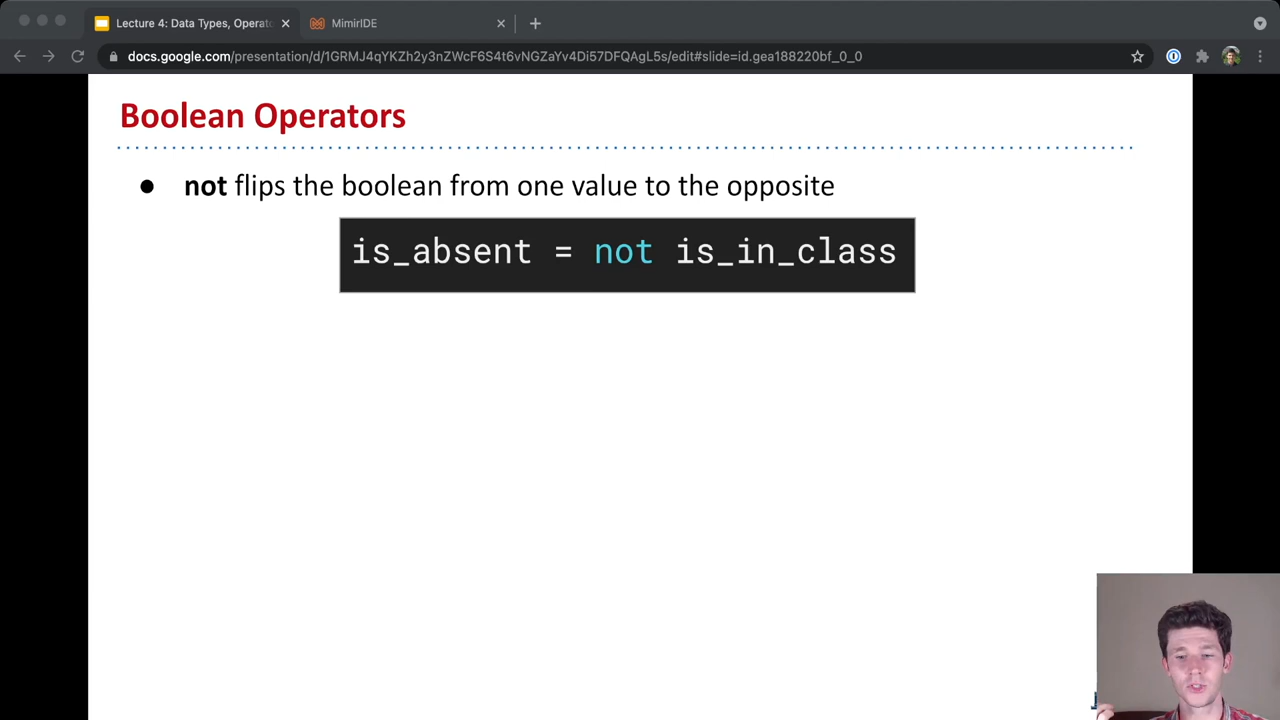 Lecture 4: Data Types, Operato
MimirIDE
docs.google.com/presentation/d/1GRMJ4qYKZh2y3nZWcF6S4t6vNGZaYv4Di57DFQAgL5s/edit#slide=id.gea188220bf_0_0
Boolean Operators
● not flips the boolean from one value to the opposite
is_absent = not is_in_class